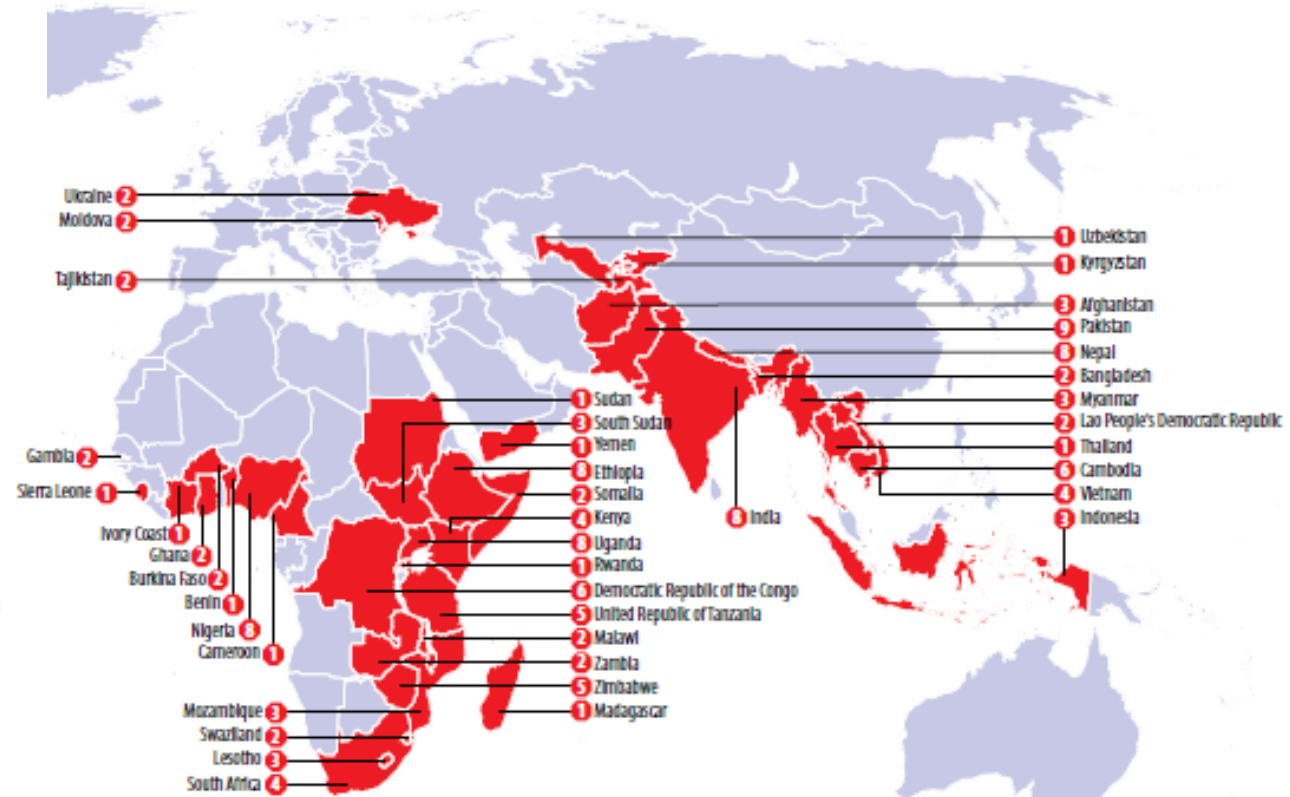 Ukraine 2
Moldova 2
Tajikistan 2
Gambia 2
Sierra Leone 1
Ivory Coast 1
Ghana 2
Burkina Faso 2
Benin 1
Nigeria 8
Cameroon 1
Mozambique 3
Swaziland 2
Lesotho 3
South Africa 4
1 Sudan
3 South Sudan
1 Yemen
8 Ethiopia
2 Somalia
4 Kenya
8 Uganda
1 Rwanda
6 Democratic Republic of the Congo
5 United Republic of Tanzania
2 Malawi
2 Zambia
5 Zimbabwe
1 Madagascar
8 India
1 Uzbekistan
1 Kyrgyzstan
3 Afghanistan
9 Pakistan
8 Nepal
2 Bangladesh
3 Myanmar
2 Lao People's Democratic Republic
1 Thailand
6 Cambodia
4 Vietnam
3 Indonesia